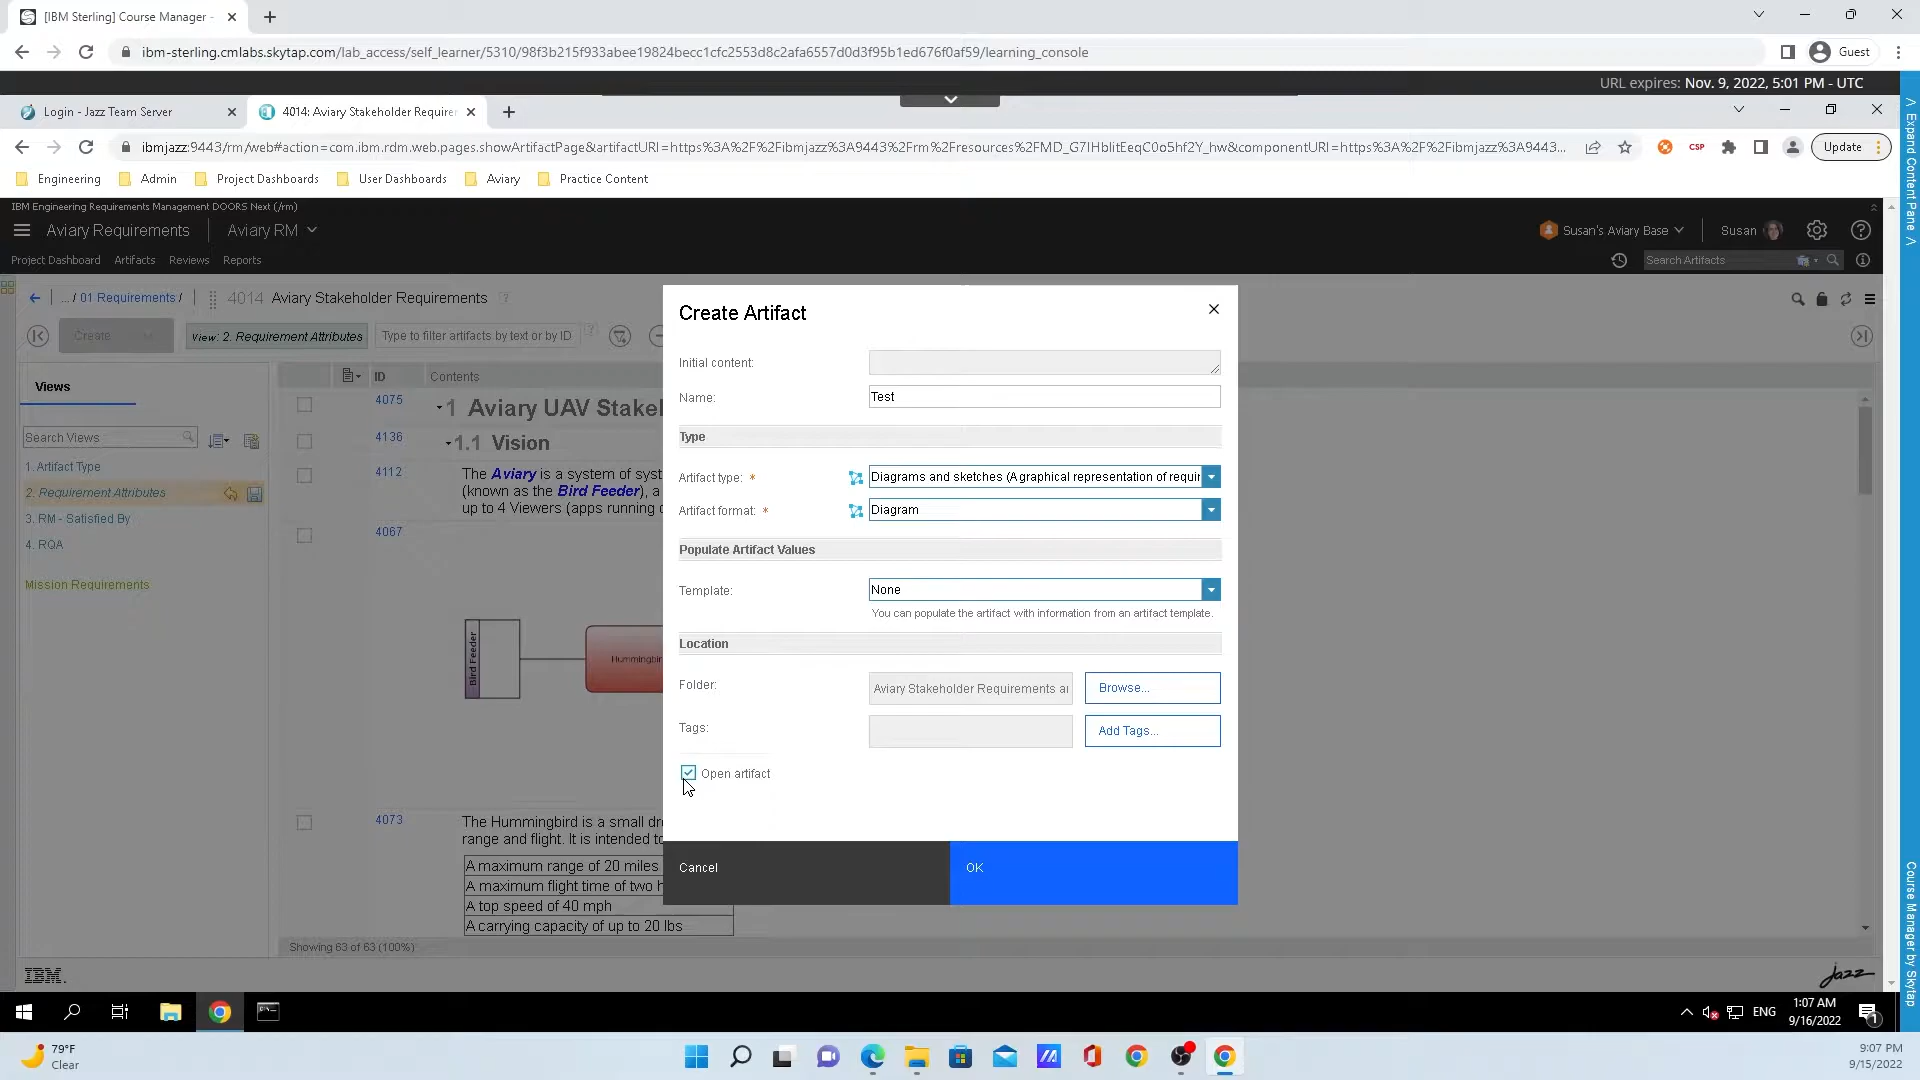 [IBM Sterling] Course Manager -
ibm-sterling.cmlabs.skytap.com/lab_access/self_learner/5310/98f3b215f933abee19824becc1cfc2553d8c2afa6557d0d3f95b1ed676f0af59/learning_console
Guest
URL expires: Nov. 9, 2022, 5:01 PM - UTC
Login - Jazz Team Server
4014: Aviary Stakeholder Require
ibmjazz:9443/rm/web#action=com.ibm.rdm.web.pages.showArtifactPage&artifactURI=https%3A%2F%2Fibmjazz%3A9443%2Frm%2Fresources%2FMD_G7IHblitEeqC0o5hf2Y_hw&componentURI=https%3A%2F%2Fibmjazz%3A9443...
CSP
Update
Engineering
Admin
Project Dashboards
User Dashboards
Aviary
Practice Content
IBM Engineering Requirements Management DOORS Next (/rm)
Aviary Requirements
Aviary RM
Susan's Aviary Base
Susan
Project Dashboard
Artifacts
Reviews
Reports
Search Artifacts
... / 01 Requirements /
4014 Aviary Stakeholder Requirements
Create
View: 2. Requirement Attributes
Type to filter artifacts by text or by ID
Views
Search Views
1. Artifact Type
2. Requirement Attributes
3. RM - Satisfied By
4. RQA
Mission Requirements
ID
Contents
4075
1 Aviary UAV Stakel
4136
1.1 Vision
4112
The Aviary is a system of syst
(known as the Bird Feeder), a
up to 4 Viewers (apps running o
4067
Bird Feeder
Hummingbir
4073
The Hummingbird is a small dr
range and flight. It is intended to
A maximum range of 20 miles
A maximum flight time of two h
A top speed of 40 mph
A carrying capacity of up to 20 lbs
Showing 63 of 63 (100%)
Create Artifact
Initial content:
Name:
Test
Type
Artifact type: *
Diagrams and sketches (A graphical representation of requir
Artifact format: *
Diagram
Populate Artifact Values
Template:
None
You can populate the artifact with information from an artifact template.
Location
Folder:
Aviary Stakeholder Requirements ar
Browse...
Tags:
Add Tags...
Open artifact
Cancel
OK
IBM.
Jazz
^ Expand Content Pane ^
Course Manager by Skytap
ENG
1:07 AM
9/16/2022
1
79°F
Clear
9:07 PM
9/15/2022